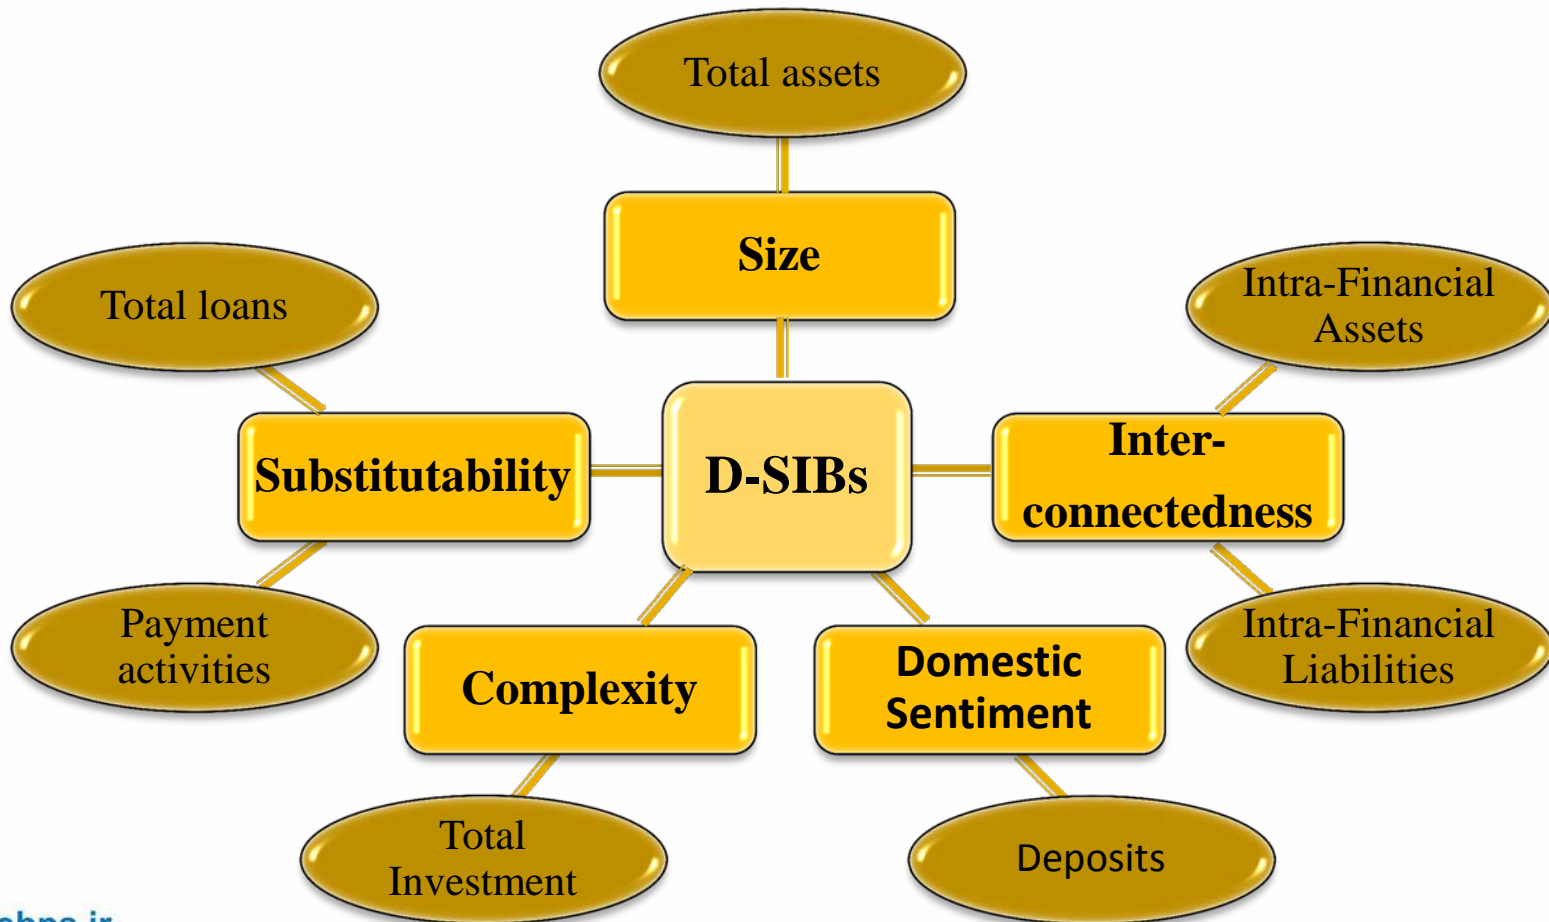 Total assets
Size
Total loans
Intra-Financial
Assets
Substitutability
D-SIBs
Inter-
connectedness
Payment
activities
Complexity
Domestic
Sentiment
Intra-Financial
Liabilities
Total
Investment
Deposits